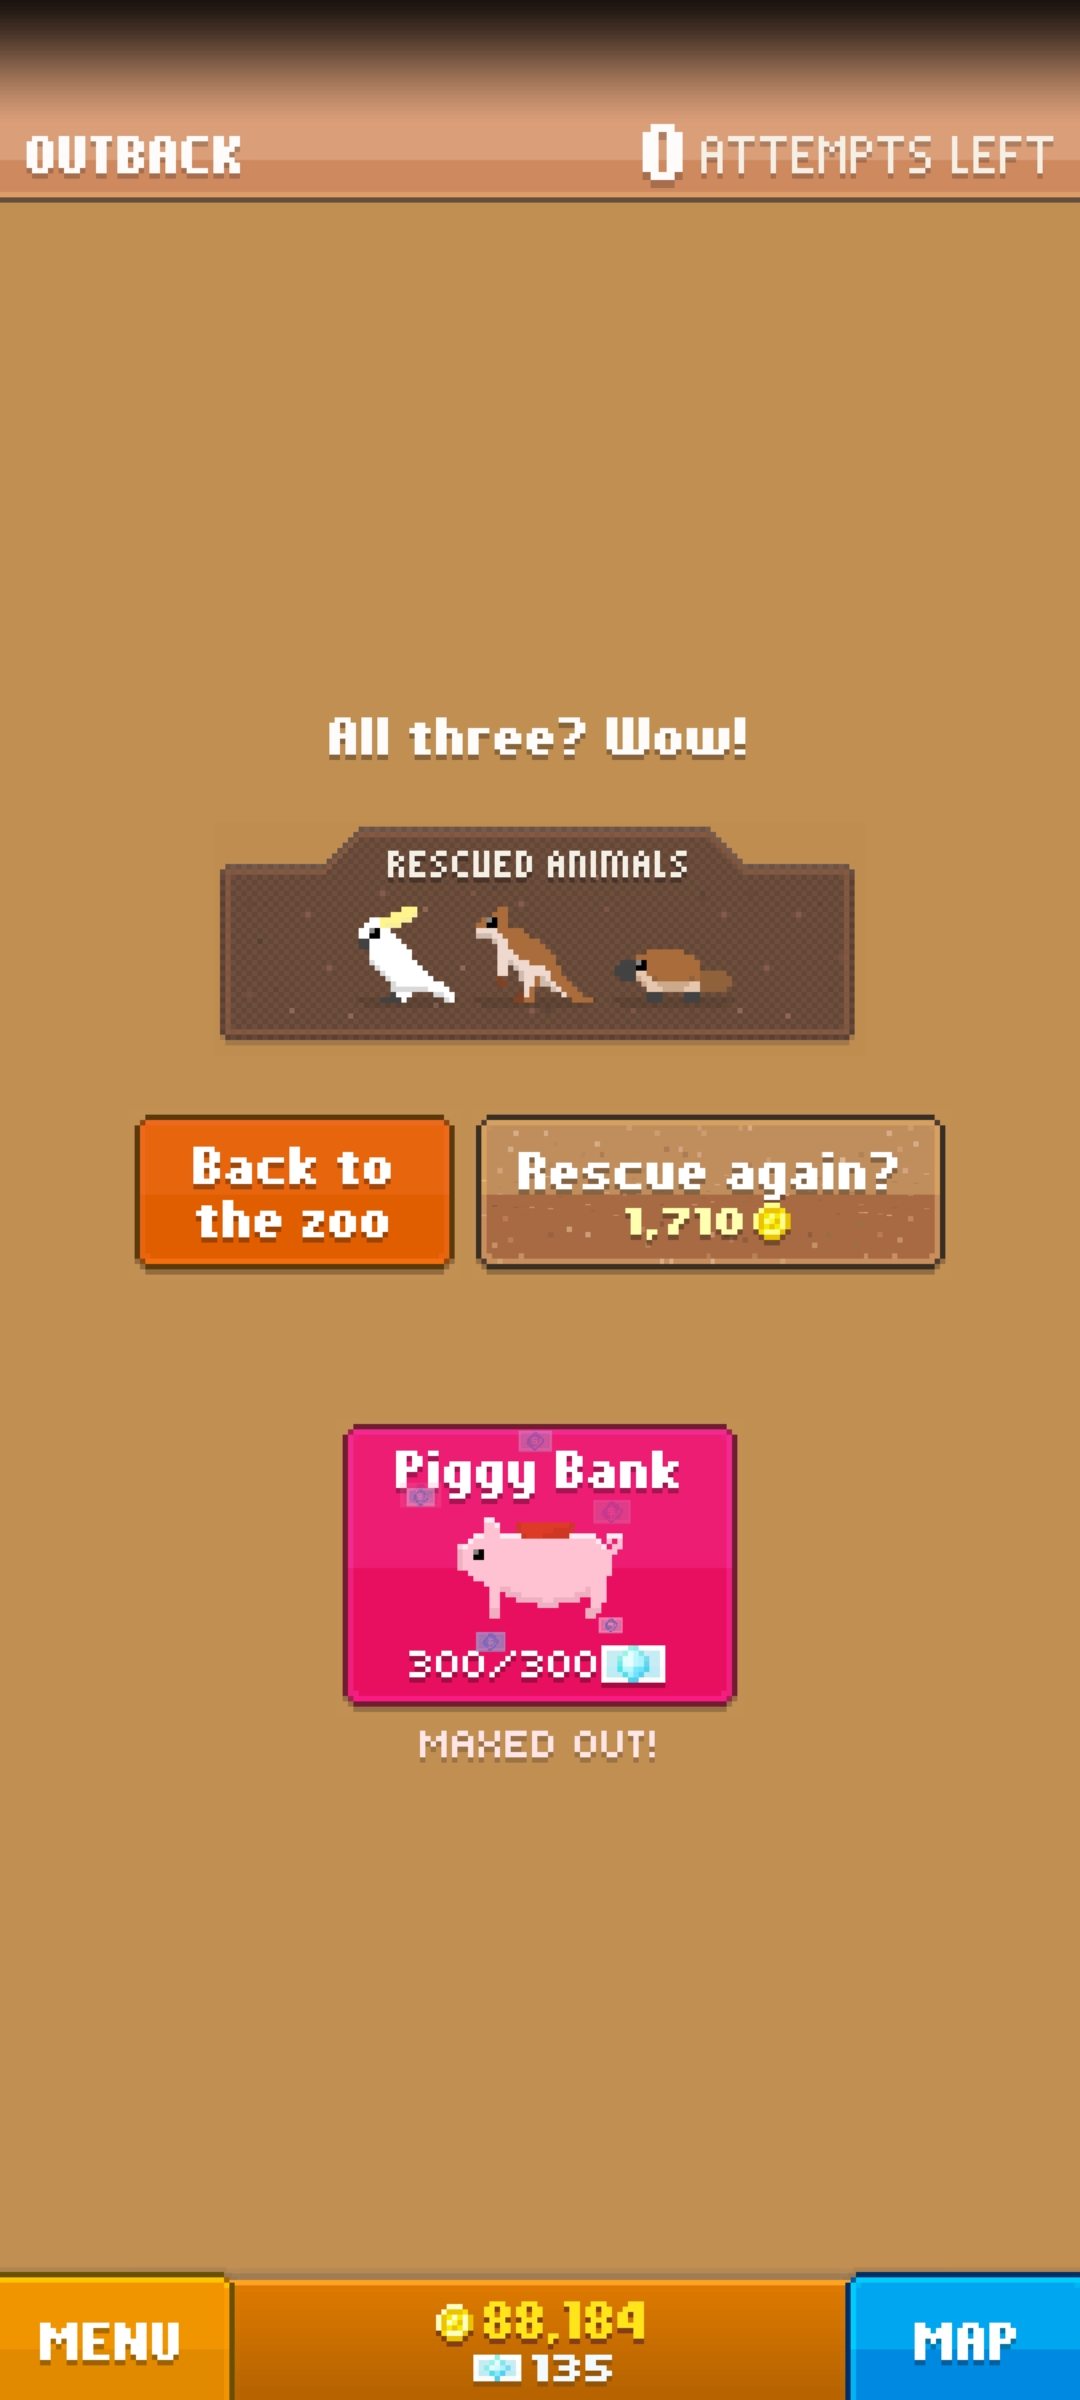 OUTBACK
0 ATTEMPTS LEFT
All three? Wow!
RESCUED ANIMALS
Back to
the zoo
Rescue again?
1,710
Piggy Bank
300/300
MAXED OUT!
MENU
88,184
135
MAP